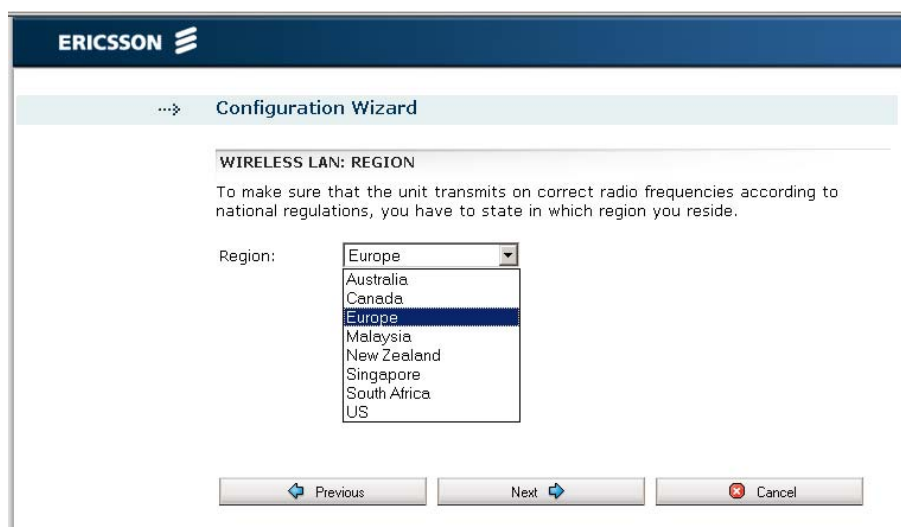 ERICSSON
Configuration Wizard
WIRELESS LAN: REGION
To make sure that the unit transmits on correct radio frequencies according to
national regulations, you have to state in which region you reside.
Region: Europe
Australia
Canada
Europe
Malaysia
New Zealand
Singapore
South Africa
US
Previous Next Cancel